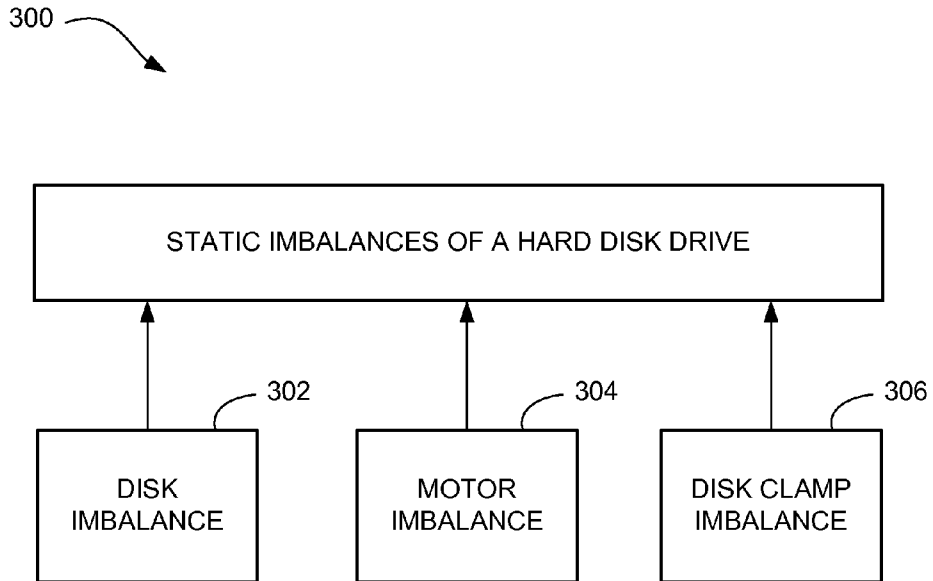 300
STATIC IMBALANCES OF A HARD DISK DRIVE
302
304
306
DISK
IMBALANCE
MOTOR
IMBALANCE
DISK CLAMP
IMBALANCE